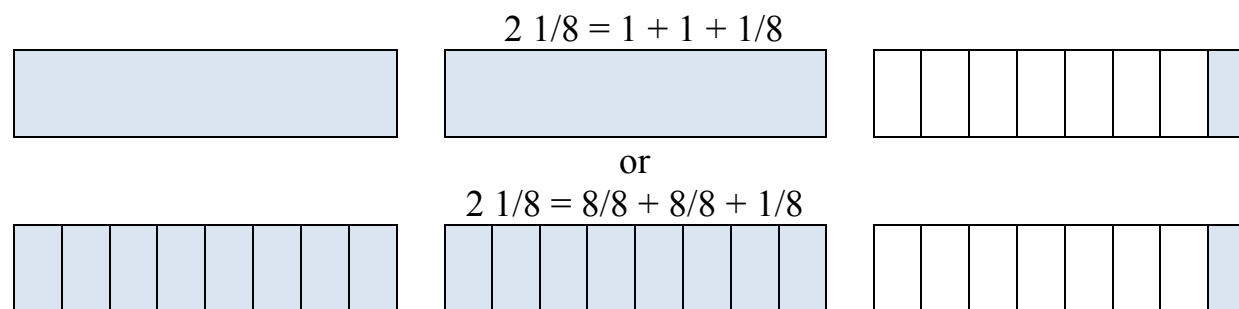 2 1/8 = 1 + 1 + 1/8
or
2 1/8 = 8/8 + 8/8 + 1/8